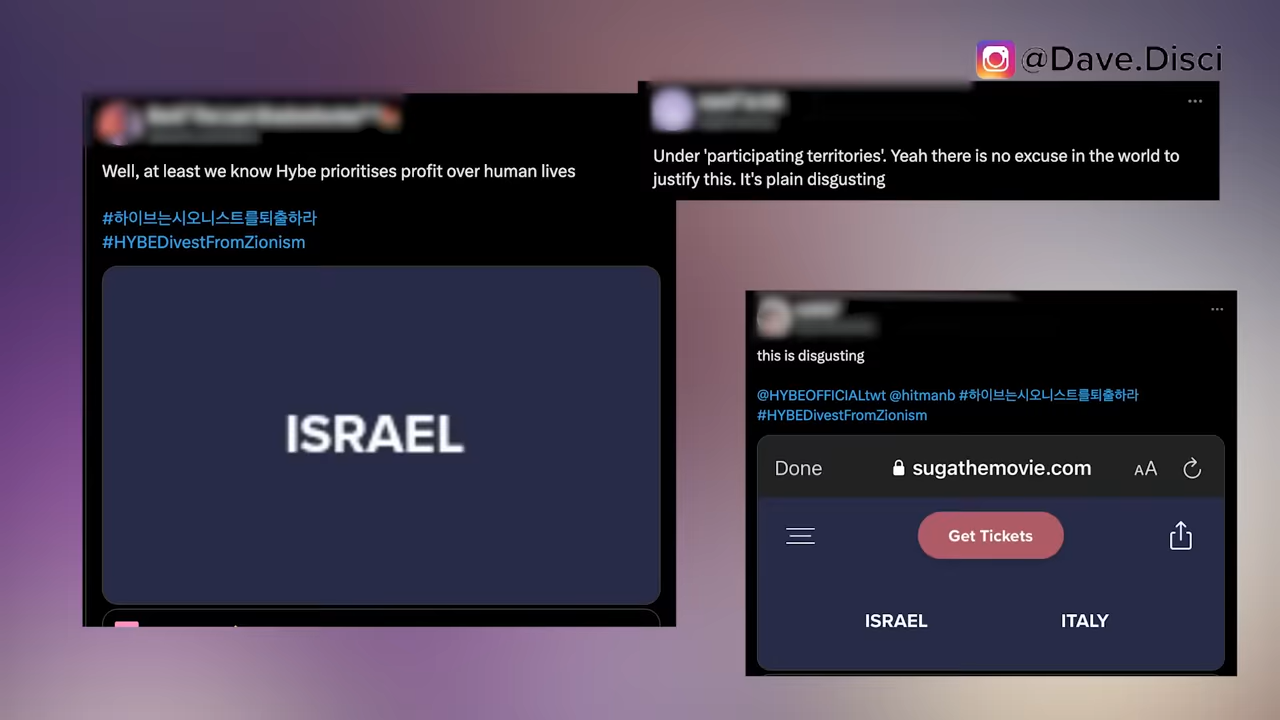 @Dave.Disci
Well, at least we know Hybe prioritises profit over human lives
#하이브는시오니스트를퇴출하라
#HYBEDivestFromZionism
ISRAEL
Under 'participating territories'. Yeah there is no excuse in the world to
justify this. It's plain disgusting
this is disgusting
@HYBEOFFICIALtwt @hitmanb #하이브는시오니스트를퇴출하라
#HYBEDivestFromZionism
Done sugathemovie.com AA
Get Tickets
ISRAEL ITALY